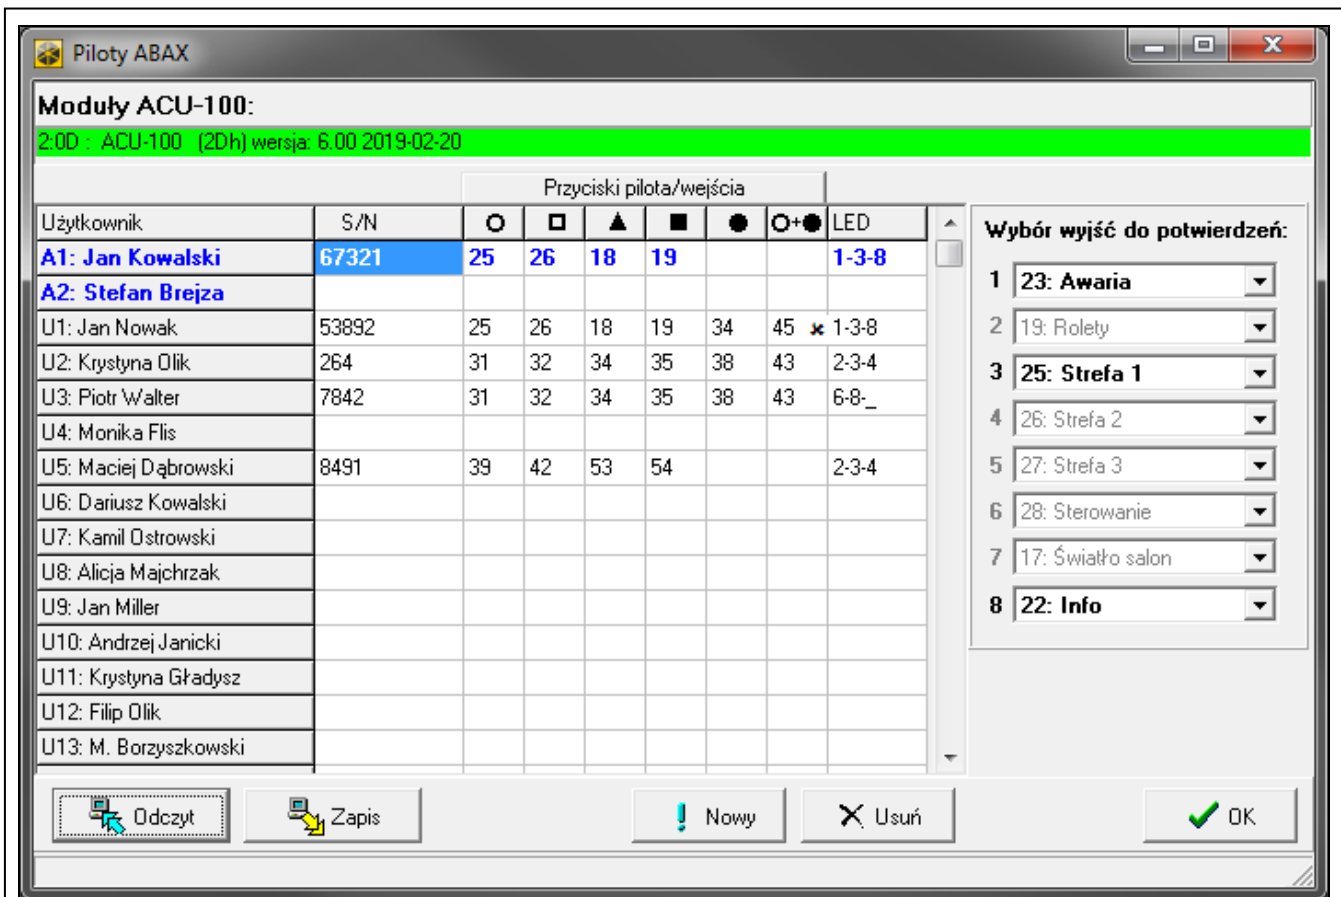 Piloty ABAX
Moduły ACU-100:
2:0D : ACU-100 (2Dh) wersja: 6.00 2019-02-20
Przyciski pilota/wejścia
Użytkownik S/N ○ □ ▲ ■ ● ○+● LED
A1: Jan Kowalski 67321 25 26 18 19 1-3-8
A2: Stefan Brejza
U1: Jan Nowak 53892 25 26 18 19 34 45 × 1-3-8
U2: Krystyna Olik 264 31 32 34 35 38 43 2-3-4
U3: Piotr Walter 7842 31 32 34 35 38 43 6-8-_
U4: Monika Flis
U5: Maciej Dąbrowski 8491 39 42 53 54 2-3-4
U6: Dariusz Kowalski
U7: Kamil Ostrowski
U8: Alicja Majchrzak
U9: Jan Miller
U10: Andrzej Janicki
U11: Krystyna Gładysz
U12: Filip Olik
U13: M. Borzyszkowski
Wybór wyjść do potwierdzeń:
1 23: Awaria
2 19: Rolety
3 25: Strefa 1
4 26: Strefa 2
5 27: Strefa 3
6 28: Sterowanie
7 17: Światło salon
8 22: Info
Odczyt Zapis Nowy Usuń OK